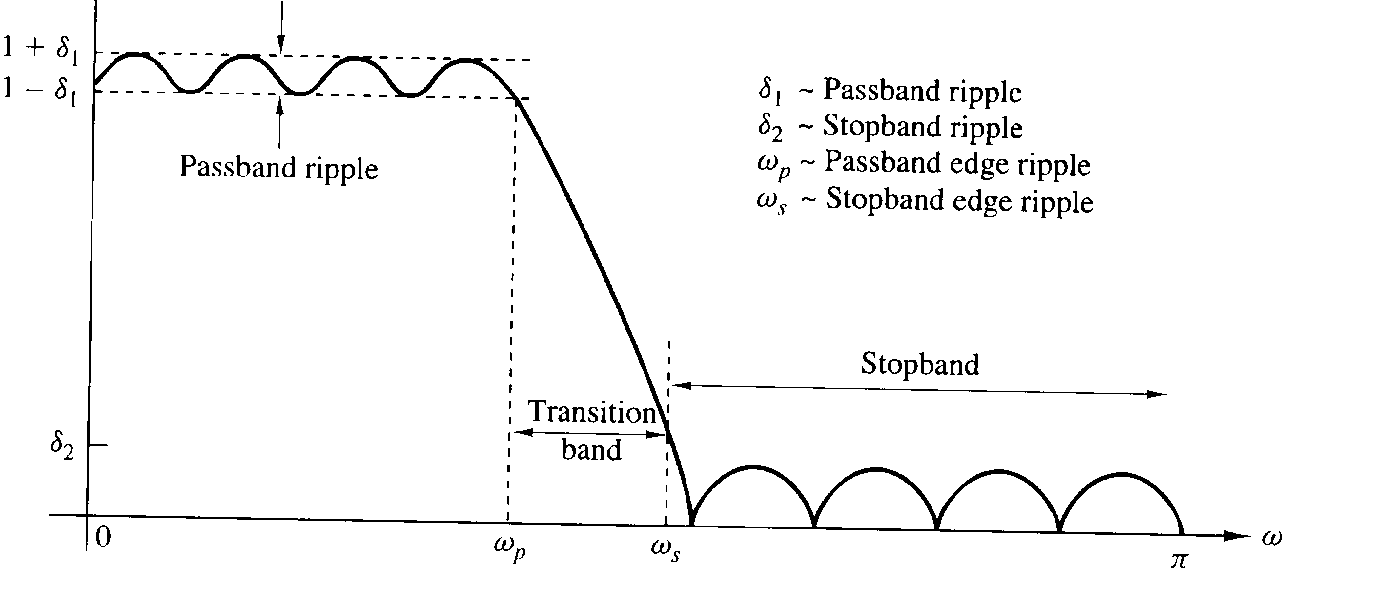 1 + δ₁
1 − δ₁
Passband ripple
δ₁ ~ Passband ripple
δ₂ ~ Stopband ripple
ωₚ ~ Passband edge ripple
ωₛ ~ Stopband edge ripple
Stopband
Transition
band
δ₂
0
ωₚ
ωₛ
π
ω